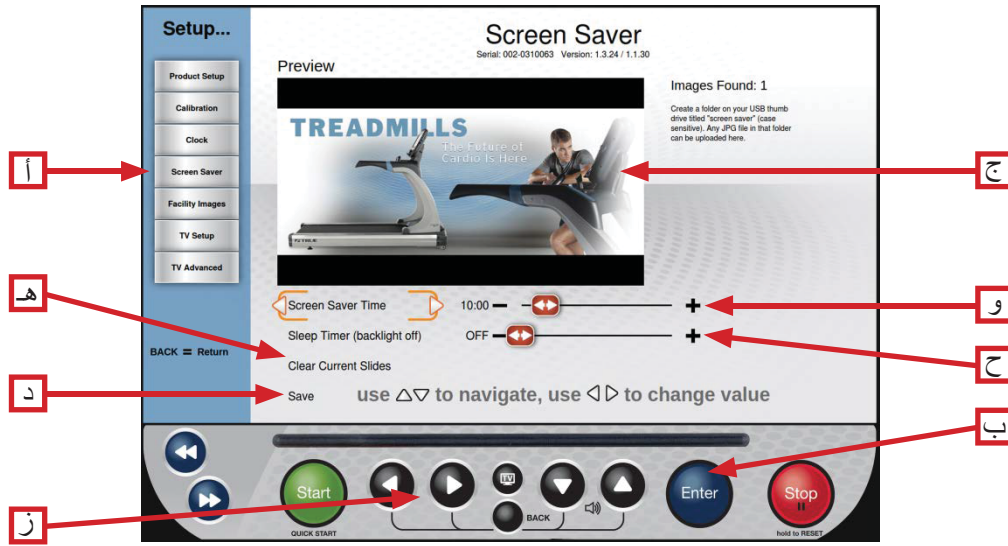 Setup...
Product Setup
Calibration
Clock
Screen Saver
Facility Images
TV Setup
TV Advanced
BACK = Return
Screen Saver
Serial: 002-0310063 Version: 1.3.24 / 1.1.30
Preview
TREADMILLS
The Future of
Cardio Is Here
Images Found: 1
Create a folder on your USB thumb
drive titled "screen saver" (case
sensitive). Any JPG file in that folder
can be uploaded here.
Screen Saver Time 10:00 − +
Sleep Timer (backlight off) OFF − +
Clear Current Slides
Save
use △▽ to navigate, use ◁ ▷ to change value
Start
QUICK START
TV
BACK
Enter
Stop
hold to RESET
أ
هـ
د
ز
ج
و
ح
ب